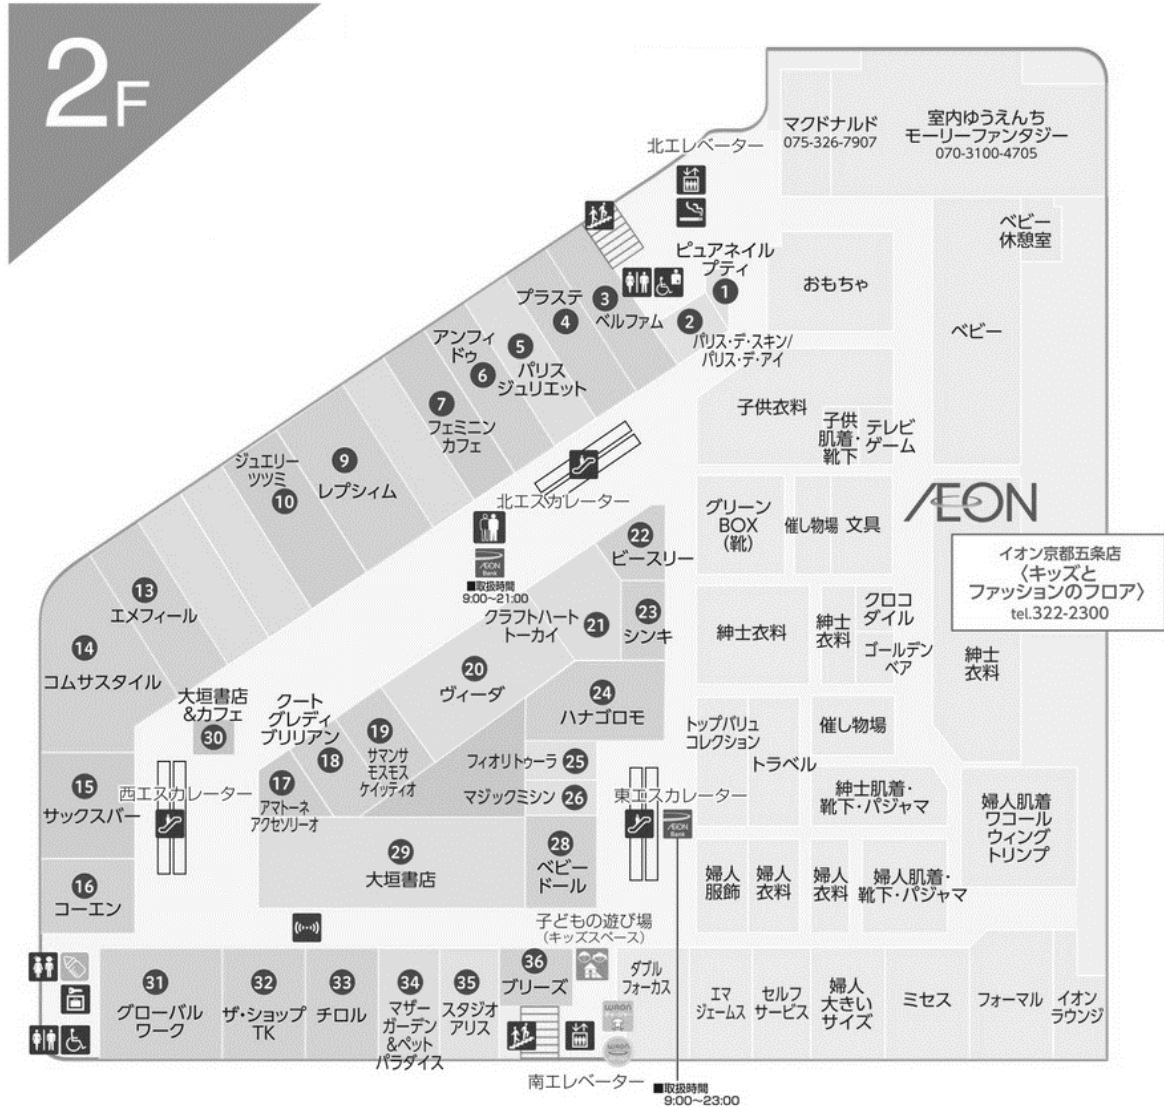 2F
マクドナルド
075-326-7907
室内ゆうえんち
モーリーファンタジー
070-3100-4705
北エレベーター
ベビー
休憩室
ピュアネイル
プティ
1
おもちゃ
ベビー
プラステ
4
3
ベルファム
2
パリス・デ・スキン/
パリス・デ・アイ
アンフィ
ドゥ
6
5
パリス
ジュリエット
7
フェミニン
カフェ
子供衣料
子供
肌着・
靴下
テレビ
ゲーム
ジュエリー
ツツミ
10
9
レプシィム
北エスカレーター
AEON
Bank
■取扱時間
9:00~21:00
22
ビースリー
グリーン
BOX
(靴)
催し物場
文具
AEON
イオン京都五条店
〈キッズと
ファッションのフロア〉
tel.322-2300
13
エメフィール
14
コムサスタイル
クラフトハート
トーカイ
21
23
シンキ
紳士衣料
紳士
衣料
クロコ
ダイル
ゴールデン
ベア
紳士
衣料
20
ヴィーダ
24
ハナゴロモ
大垣書店
&カフェ
30
クート
グレディ
ブリリアン
18
19
サマンサ
モスモス
ケイッティオ
トップバリュ
コレクション
トラベル
催し物場
フィオリトゥーラ
25
マジックミシン
26
15
サックスバー
西エスカレーター
17
アマトーネ
アクセソリーオ
東エスカレーター
AEON
Bank
紳士肌着・
靴下・パジャマ
婦人肌着
ワコール
ウィング
トリンプ
29
大垣書店
28
ベビー
ドール
16
コーエン
婦人
服飾
婦人
衣料
婦人
衣料
婦人肌着・
靴下・パジャマ
子どもの遊び場
(キッズスペース)
31
グローバル
ワーク
32
ザ・ショップ
TK
33
チロル
34
マザー
ガーデン
&ペット
パラダイス
35
スタジオ
アリス
36
ブリーズ
ダブル
フォーカス
エマ
ジェームス
セルフ
サービス
婦人
大きい
サイズ
ミセス
フォーマル
イオン
ラウンジ
WAON
南エレベーター
■取扱時間
9:00~23:00